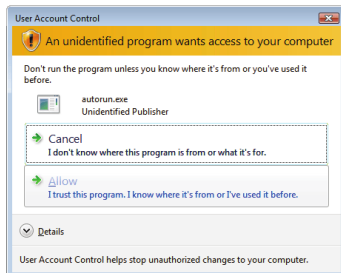 User Account Control
An unidentified program wants access to your computer
Don't run the program unless you know where it's from or you've used it
before.
autorun.exe
Unidentified Publisher
Cancel
I don't know where this program is from or what it's for.
Allow
I trust this program. I know where it's from or I've used it before.
Details
User Account Control helps stop unauthorized changes to your computer.